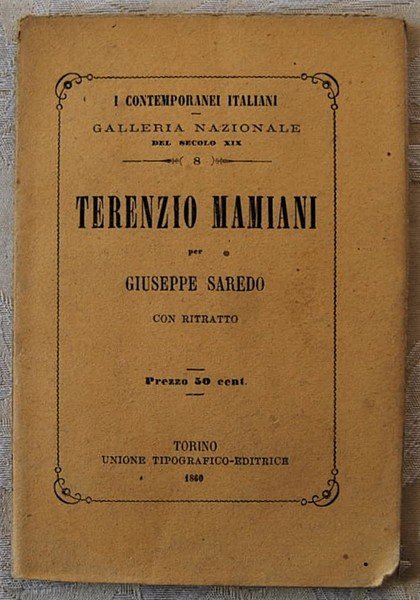 I CONTEMPORANEI ITALIANI
GALLERIA NAZIONALE
DEL SECOLO XIX
( 8 )
TERENZIO MAMIANI
per
GIUSEPPE SAREDO
CON RITRATTO
Prezzo 50 cent.
TORINO
UNIONE TIPOGRAFICO-EDITRICE
1860